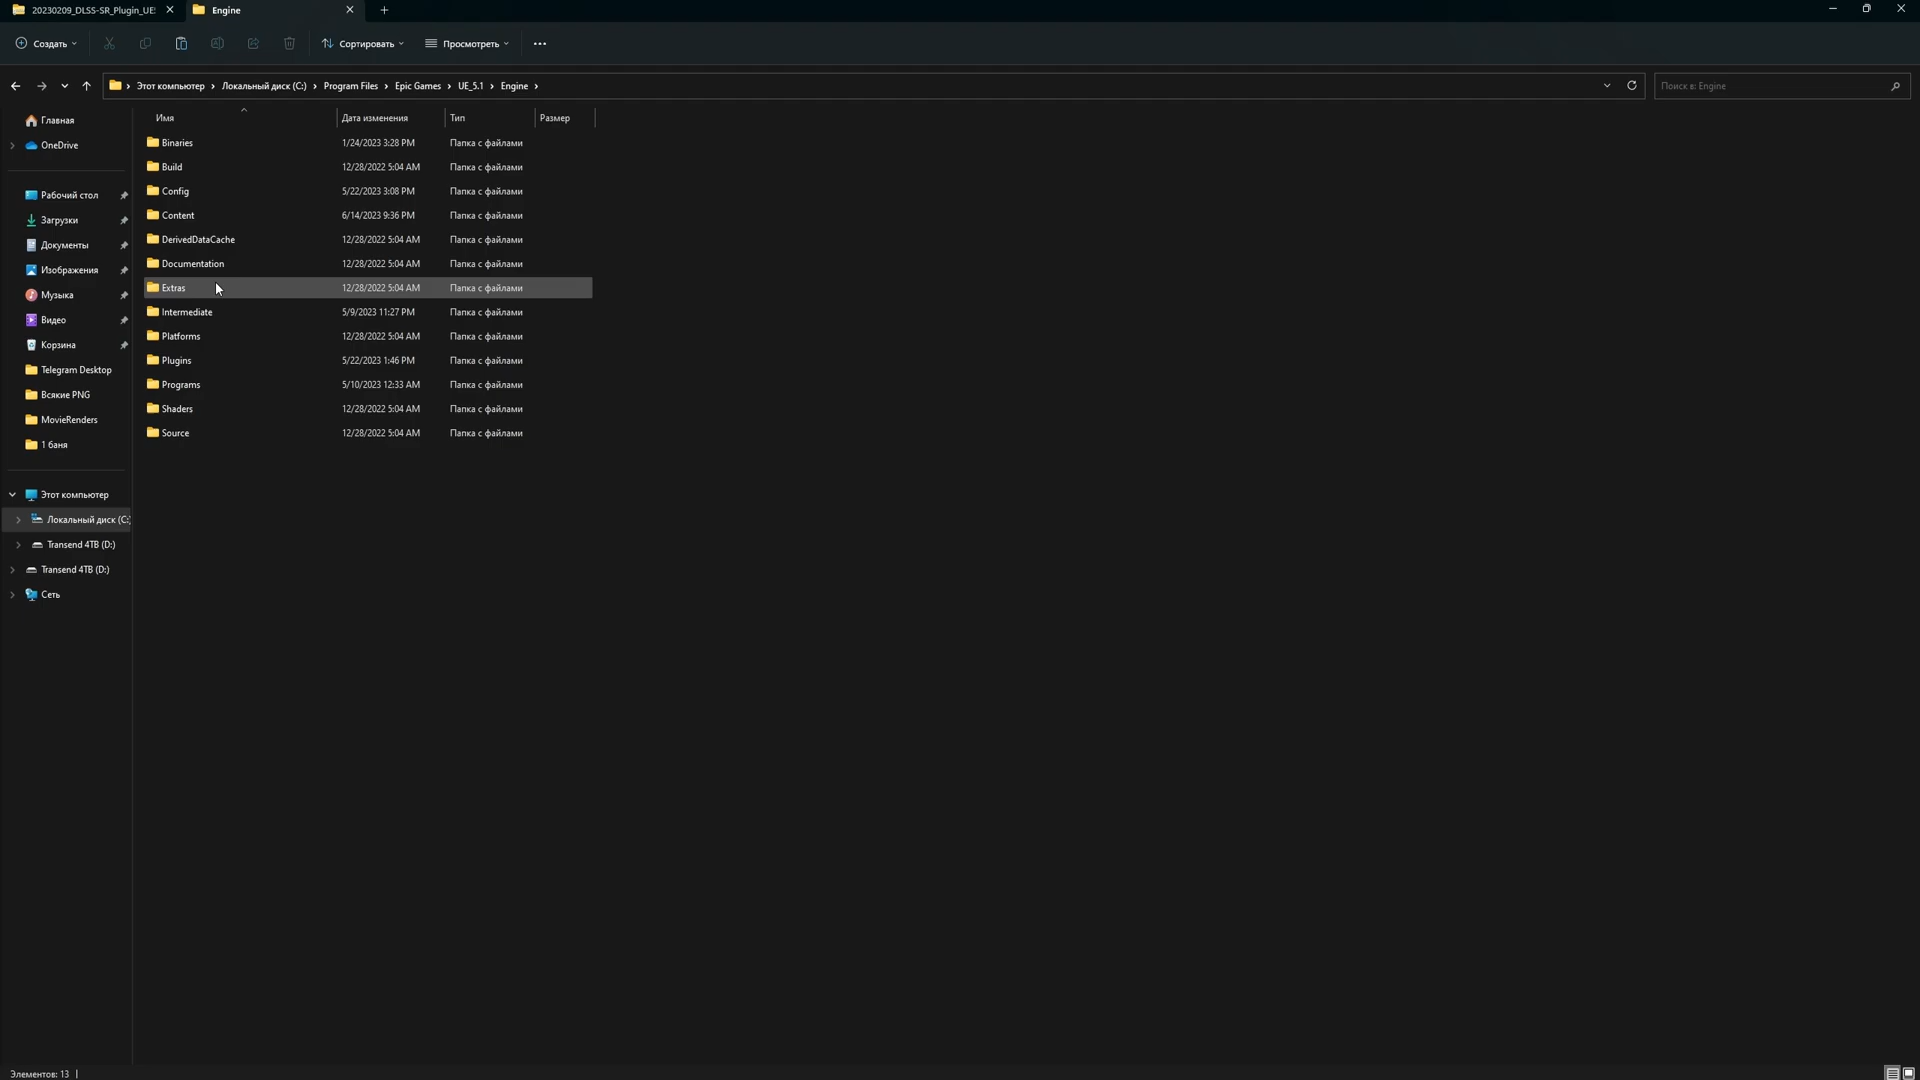 20230209_DLSS-SR_Plugin_UE:
Engine
Создать
Сортировать
Просмотреть
Этот компьютер > Локальный диск (C:) > Program Files > Epic Games > UE_5.1 > Engine >
Поиск в: Engine
Имя Дата изменения Тип Размер
Binaries 1/24/2023 3:28 PM Папка с файлами
Build 12/28/2022 5:04 AM Папка с файлами
Config 5/22/2023 3:08 PM Папка с файлами
Content 6/14/2023 9:36 PM Папка с файлами
DerivedDataCache 12/28/2022 5:04 AM Папка с файлами
Documentation 12/28/2022 5:04 AM Папка с файлами
Extras 12/28/2022 5:04 AM Папка с файлами
Intermediate 5/9/2023 11:27 PM Папка с файлами
Platforms 12/28/2022 5:04 AM Папка с файлами
Plugins 5/22/2023 1:46 PM Папка с файлами
Programs 5/10/2023 12:33 AM Папка с файлами
Shaders 12/28/2022 5:04 AM Папка с файлами
Source 12/28/2022 5:04 AM Папка с файлами
Главная
OneDrive
Рабочий стол
Загрузки
Документы
Изображения
Музыка
Видео
Корзина
Telegram Desktop
Всякие PNG
MovieRenders
1 баня
Этот компьютер
Локальный диск (C:)
Transend 4TB (D:)
Transend 4TB (D:)
Сеть
Элементов: 13